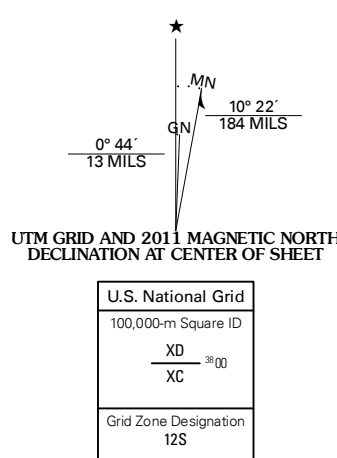 ★
MN
10° 22´
184 MILS
GN
0° 44´
13 MILS
UTM GRID AND 2011 MAGNETIC NORTH
DECLINATION AT CENTER OF SHEET
U.S. National Grid
100,000-m Square ID
XD
³⁸00
XC
Grid Zone Designation
12S